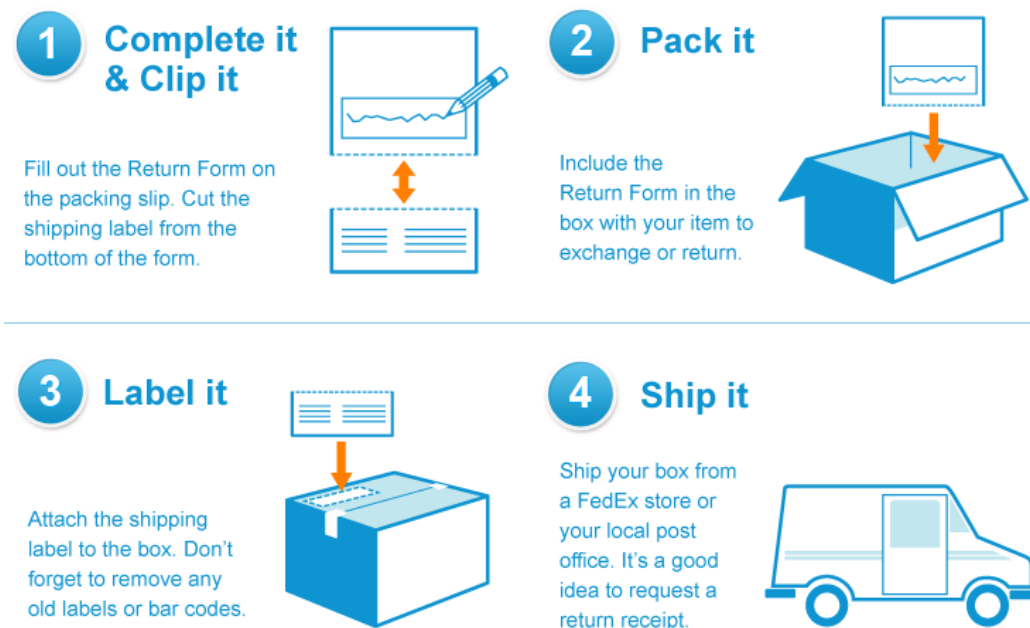 1
Complete it
& Clip it
Fill out the Return Form on
the packing slip. Cut the
shipping label from the
bottom of the form.
2
Pack it
Include the
Return Form in the
box with your item to
exchange or return.
3
Label it
Attach the shipping
label to the box. Don't
forget to remove any
old labels or bar codes.
4
Ship it
Ship your box from
a FedEx store or
your local post
office. It's a good
idea to request a
return receipt.